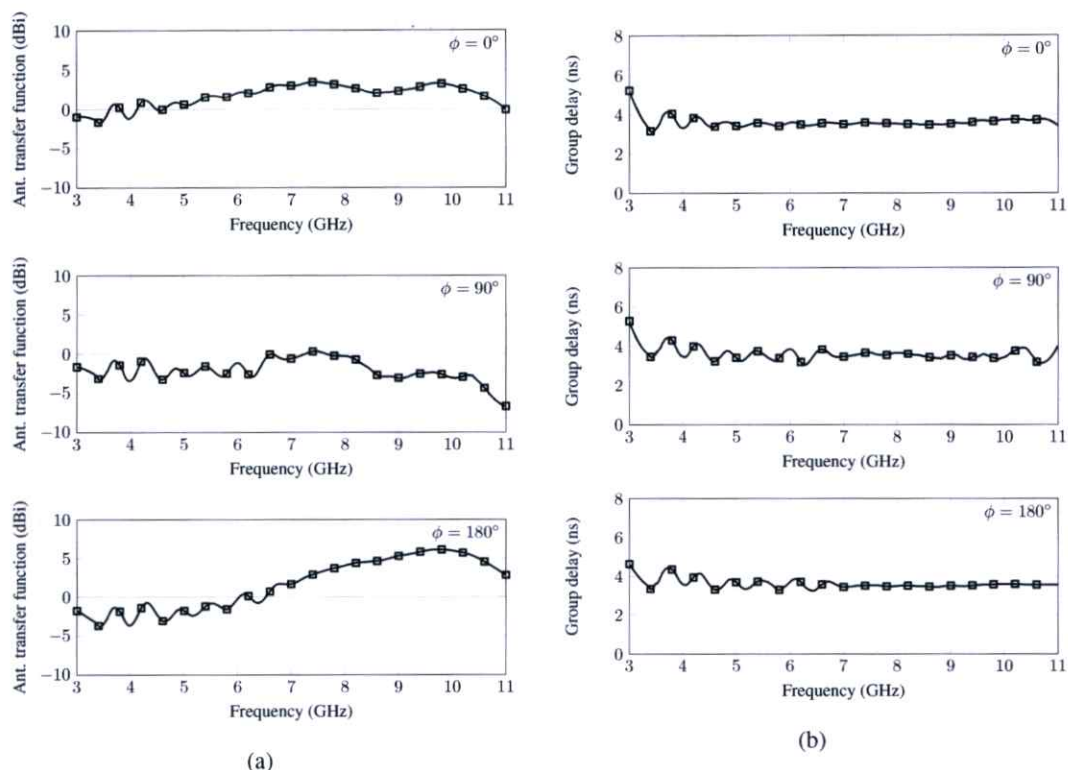 10
5
0
−5
−10
Ant. transfer function (dBi)
ϕ = 0°
3 4 5 6 7 8 9 10 11
Frequency (GHz)
10
5
0
−5
−10
Ant. transfer function (dBi)
ϕ = 90°
3 4 5 6 7 8 9 10 11
Frequency (GHz)
10
5
0
−5
−10
Ant. transfer function (dBi)
ϕ = 180°
3 4 5 6 7 8 9 10 11
Frequency (GHz)
(a)
8
6
4
2
0
Group delay (ns)
ϕ = 0°
3 4 5 6 7 8 9 10 11
Frequency (GHz)
8
6
4
2
0
Group delay (ns)
ϕ = 90°
3 4 5 6 7 8 9 10 11
Frequency (GHz)
8
6
4
2
0
Group delay (ns)
ϕ = 180°
3 4 5 6 7 8 9 10 11
Frequency (GHz)
(b)